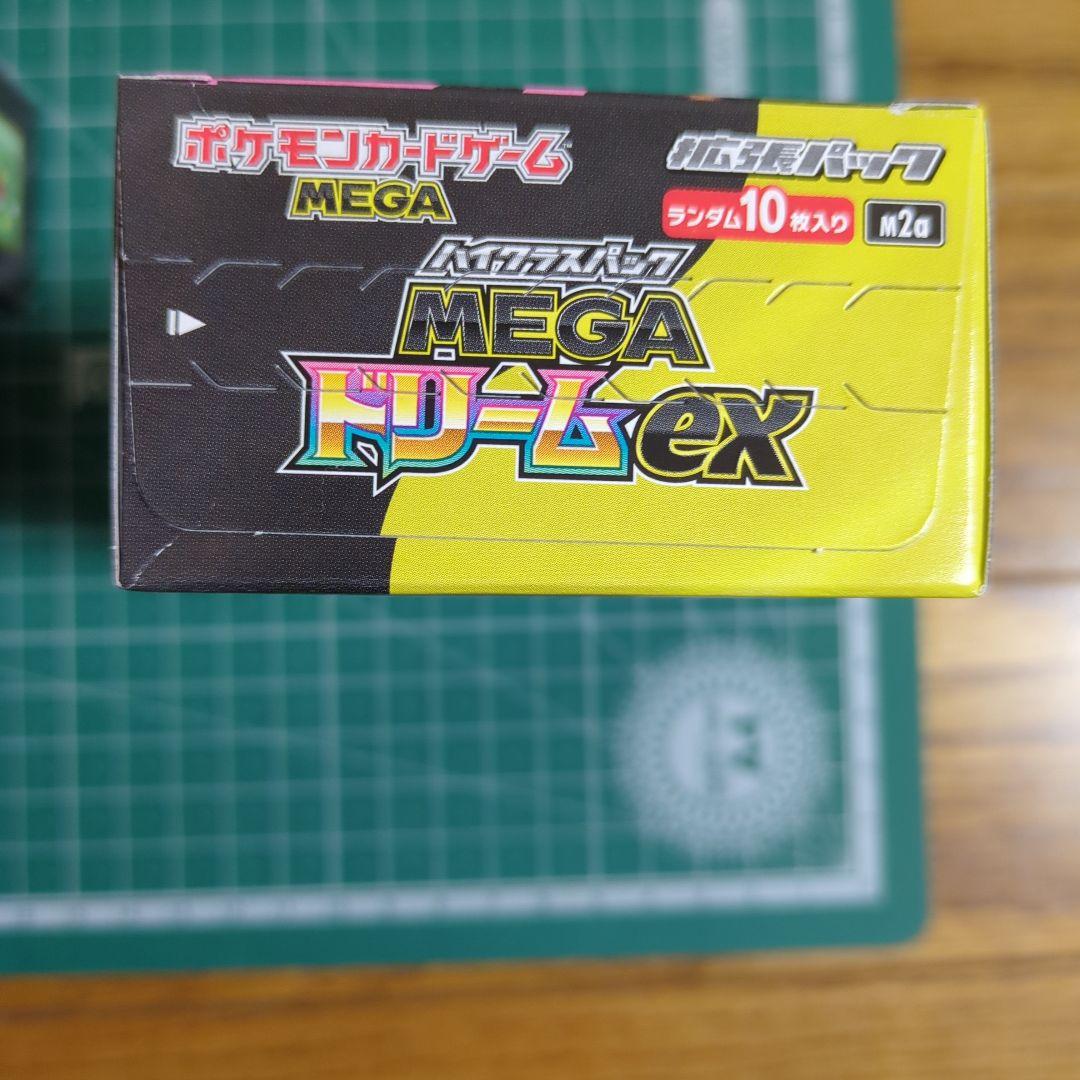 ポケモンカードゲーム™
MEGA
拡張パック
ランダム10枚入り
M2a
ハイクラスパック
MEGA
ドリームex